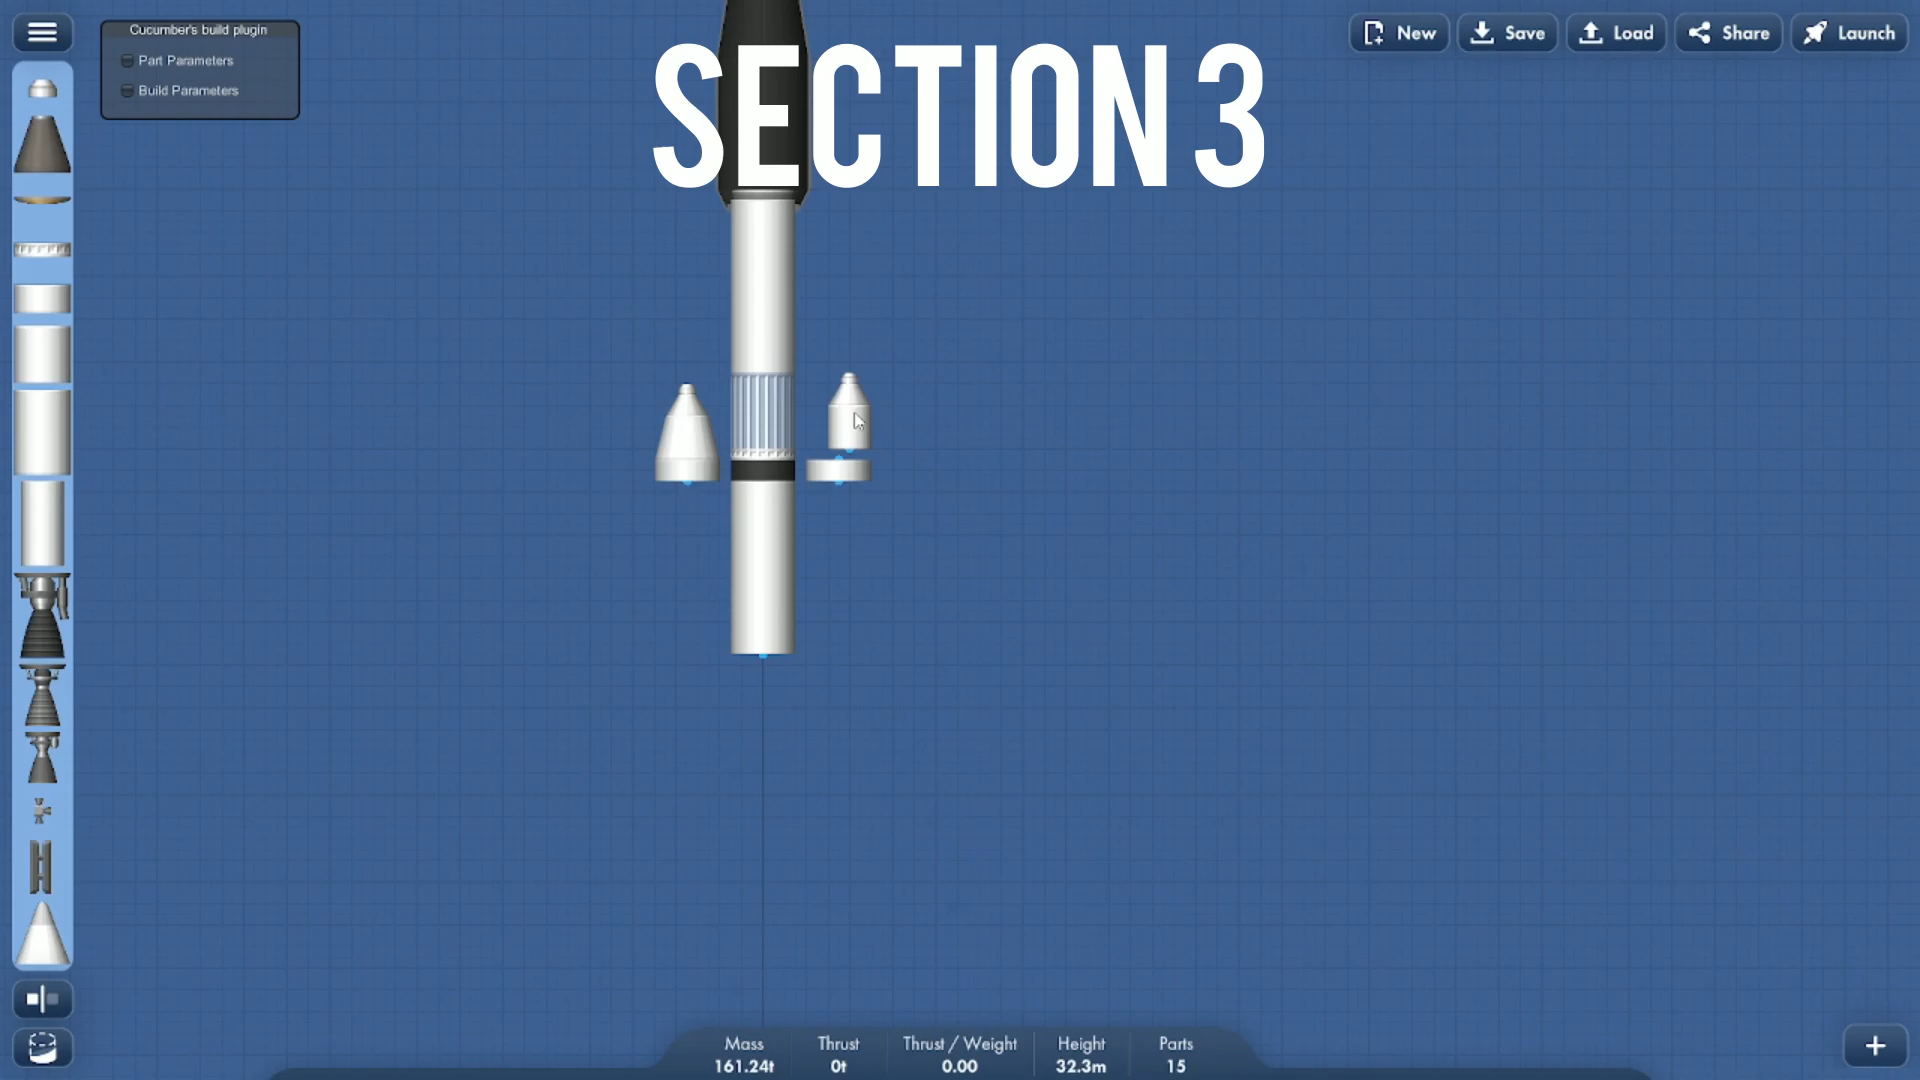 Cucumber's build plugin
Part Parameters
Build Parameters
SECTION 3
New
Save
Load
Share
Launch
Mass
161.24t
Thrust
0t
Thrust / Weight
0.00
Height
32.3m
Parts
15